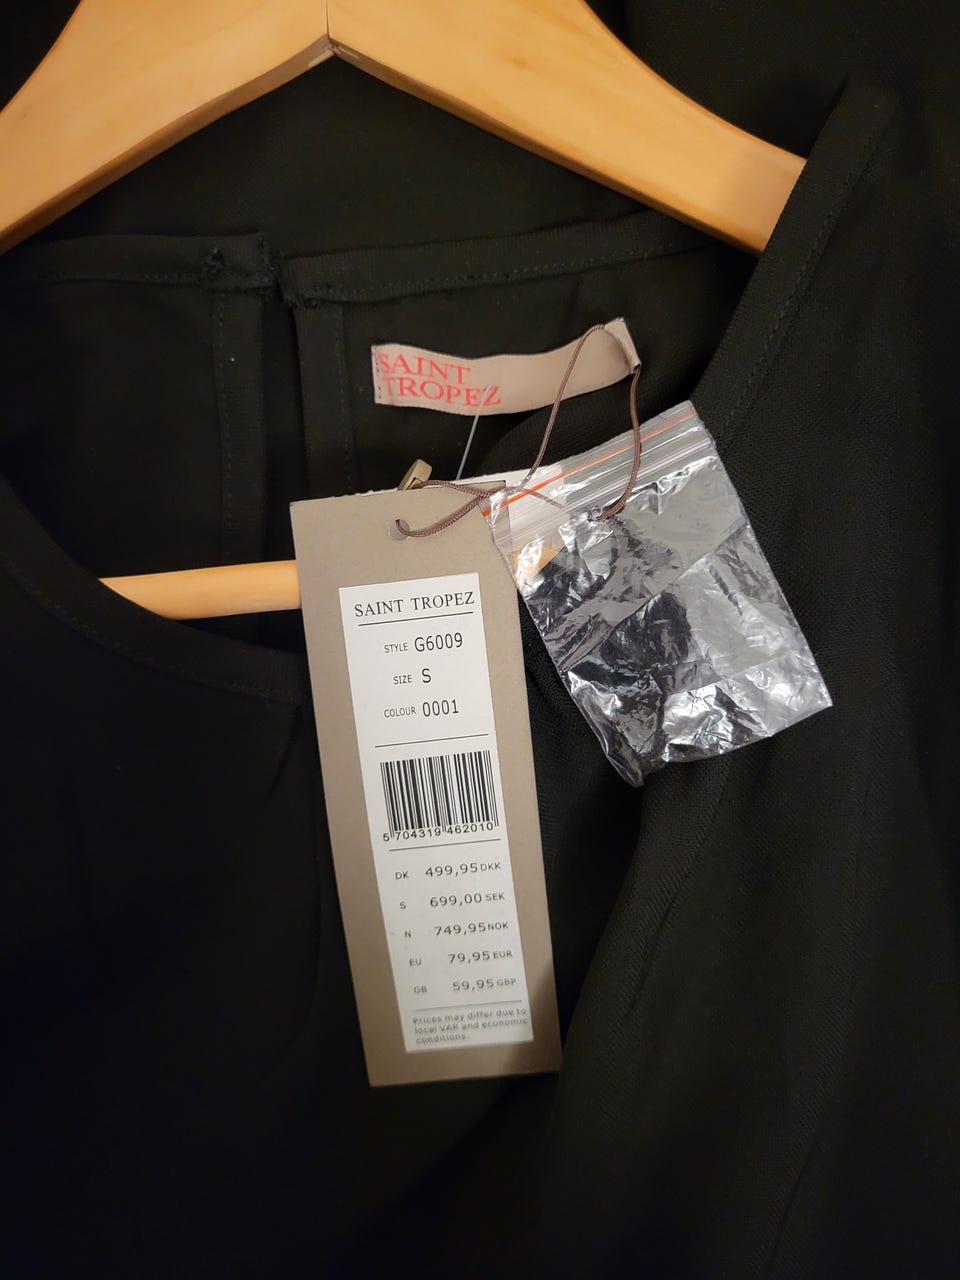 SAINT
TROPEZ
SAINT TROPEZ
STYLE G6009
SIZE S
COLOUR 0001
5 704319 462010
DK 499,95 DKK
S 699,00 SEK
N 749,95 NOK
EU 79,95 EUR
GB 59,95 GBP
Prices may differ due to
local VAR and economic
conditions.